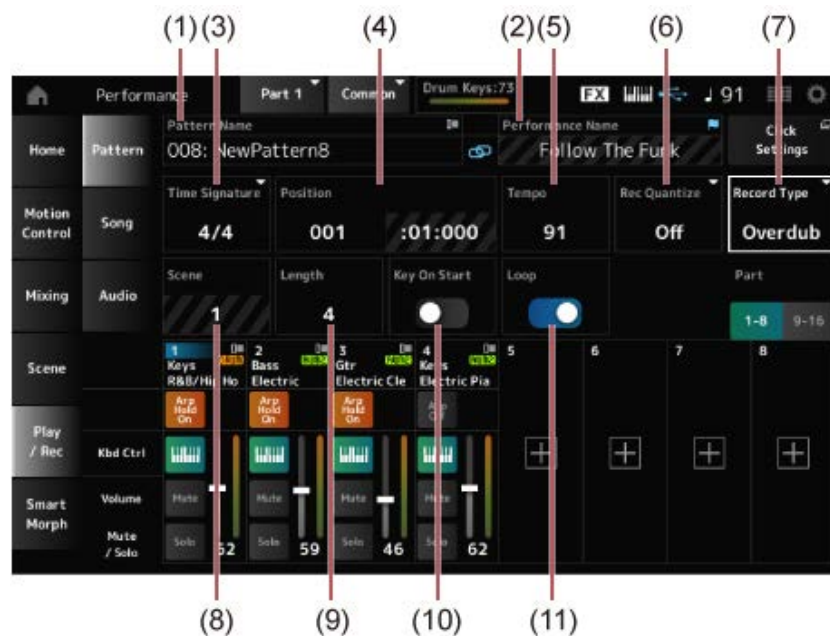 (1)(3) (4) (2)(5) (6) (7)
Performance Part 1 Common Drum Keys:73 FX 91
Home Pattern Pattern Name Performance Name Click
008: NewPattern8 Follow The Funk Settings
Motion Control Song Time Signature Position Tempo Rec Quantize Record Type
4/4 001 :01:000 91 Off Overdub
Mixing Audio Scene Length Key On Start Loop Part
1 4 1-8 9-16
Scene 1 2 3 4 5 6 7 8
Keys Bass Gtr Keys
R&B/Hip Ho Electric Electric Cle Electric Pia
Arp Hold On Arp Hold On Arp Hold On Arp Off
Play / Rec Kbd Ctrl
Smart Morph Volume Mute Mute Mute Mute
Mute / Solo Solo Solo Solo Solo
59 46 62
(8) (9) (10) (11)